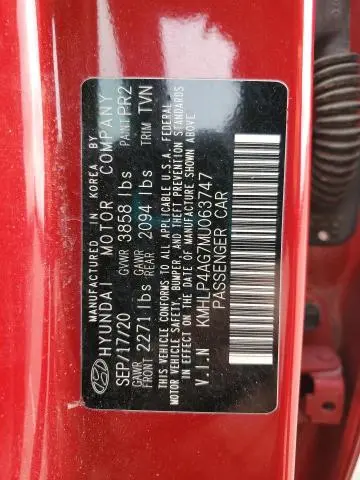 MANUFACTURED IN KOREA BY
HYUNDAI MOTOR COMPANY
SEP/17/20 GVWR 3858 lbs PAINT PR2
GAWR FRONT 2271 lbs GAWR REAR 2094 lbs TRIM TVN
THIS VEHICLE CONFORMS TO ALL APPLICABLE U.S.A. FEDERAL
MOTOR VEHICLE SAFETY, BUMPER, AND THEFT PREVENTION STANDARDS
IN EFFECT ON THE DATE OF MANUFACTURE SHOWN ABOVE.
V.I.N KMHLP4AG7MU063747
PASSENGER CAR